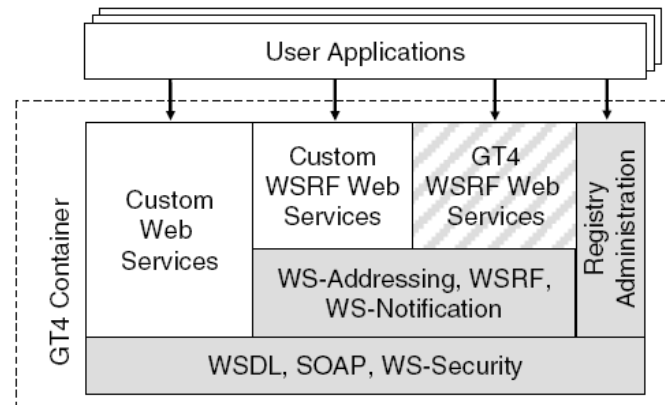 User Applications
GT4 Container
Custom
Web
Services
Custom
WSRF Web
Services
GT4
WSRF Web
Services
Registry
Administration
WS-Addressing, WSRF,
WS-Notification
WSDL, SOAP, WS-Security